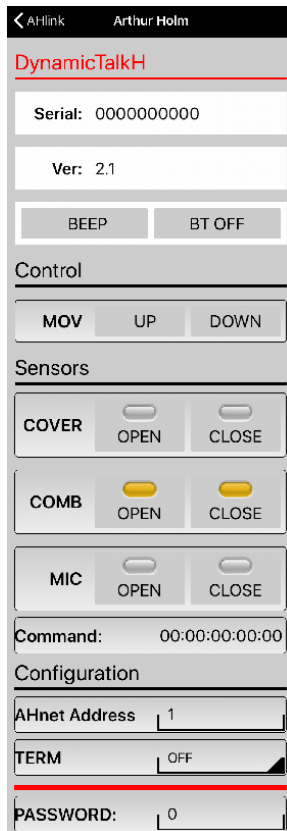 AHlink Arthur Holm
DynamicTalkH
Serial: 0000000000
Ver: 2.1
BEEP BT OFF
Control
MOV UP DOWN
Sensors
COVER OPEN CLOSE
COMB OPEN CLOSE
MIC OPEN CLOSE
Command: 00:00:00:00:00
Configuration
AHnet Address 1
TERM OFF
PASSWORD: 0